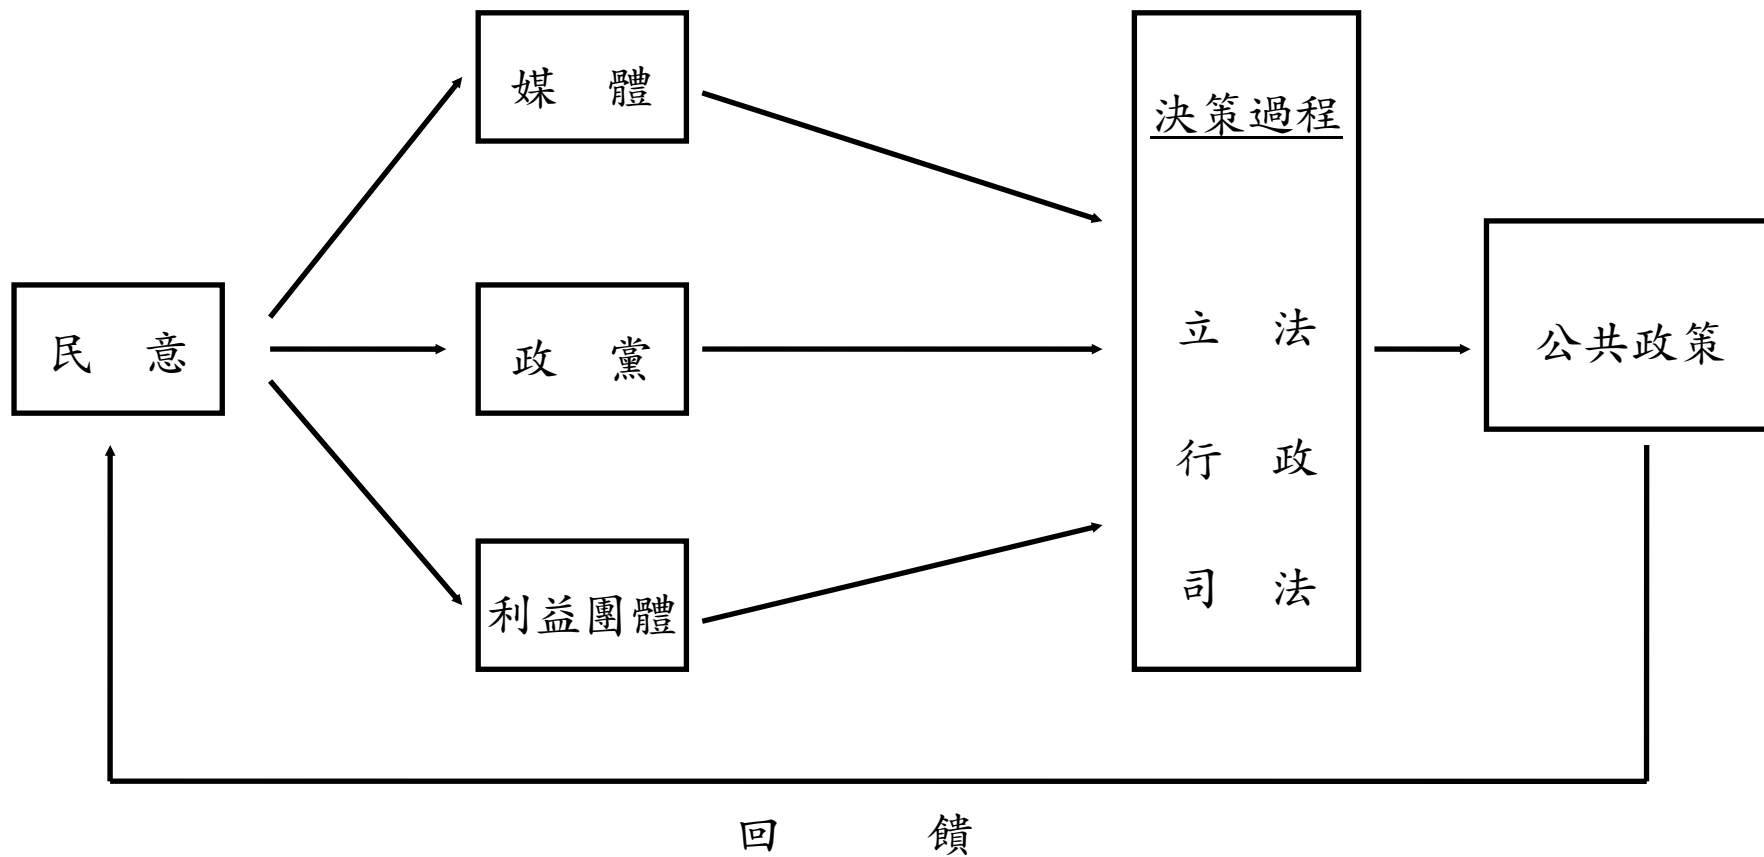 媒 體
決策過程
民 意
政 黨
立 法
公共政策
行 政
利益團體
司 法
回 饋